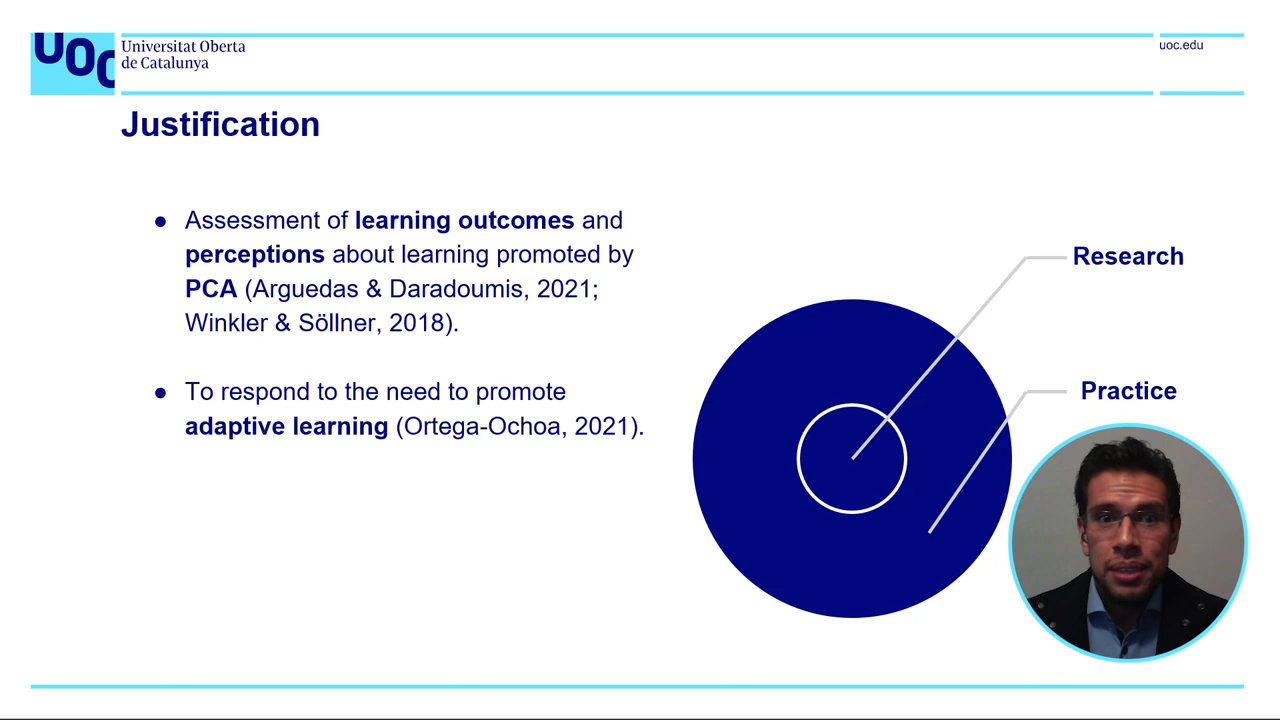 UOC
Universitat Oberta
de Catalunya
uoc.edu
Justification
● Assessment of learning outcomes and
perceptions about learning promoted by
PCA (Arguedas & Daradoumis, 2021;
Winkler & Söllner, 2018).
● To respond to the need to promote
adaptive learning (Ortega-Ochoa, 2021).
Research
Practice